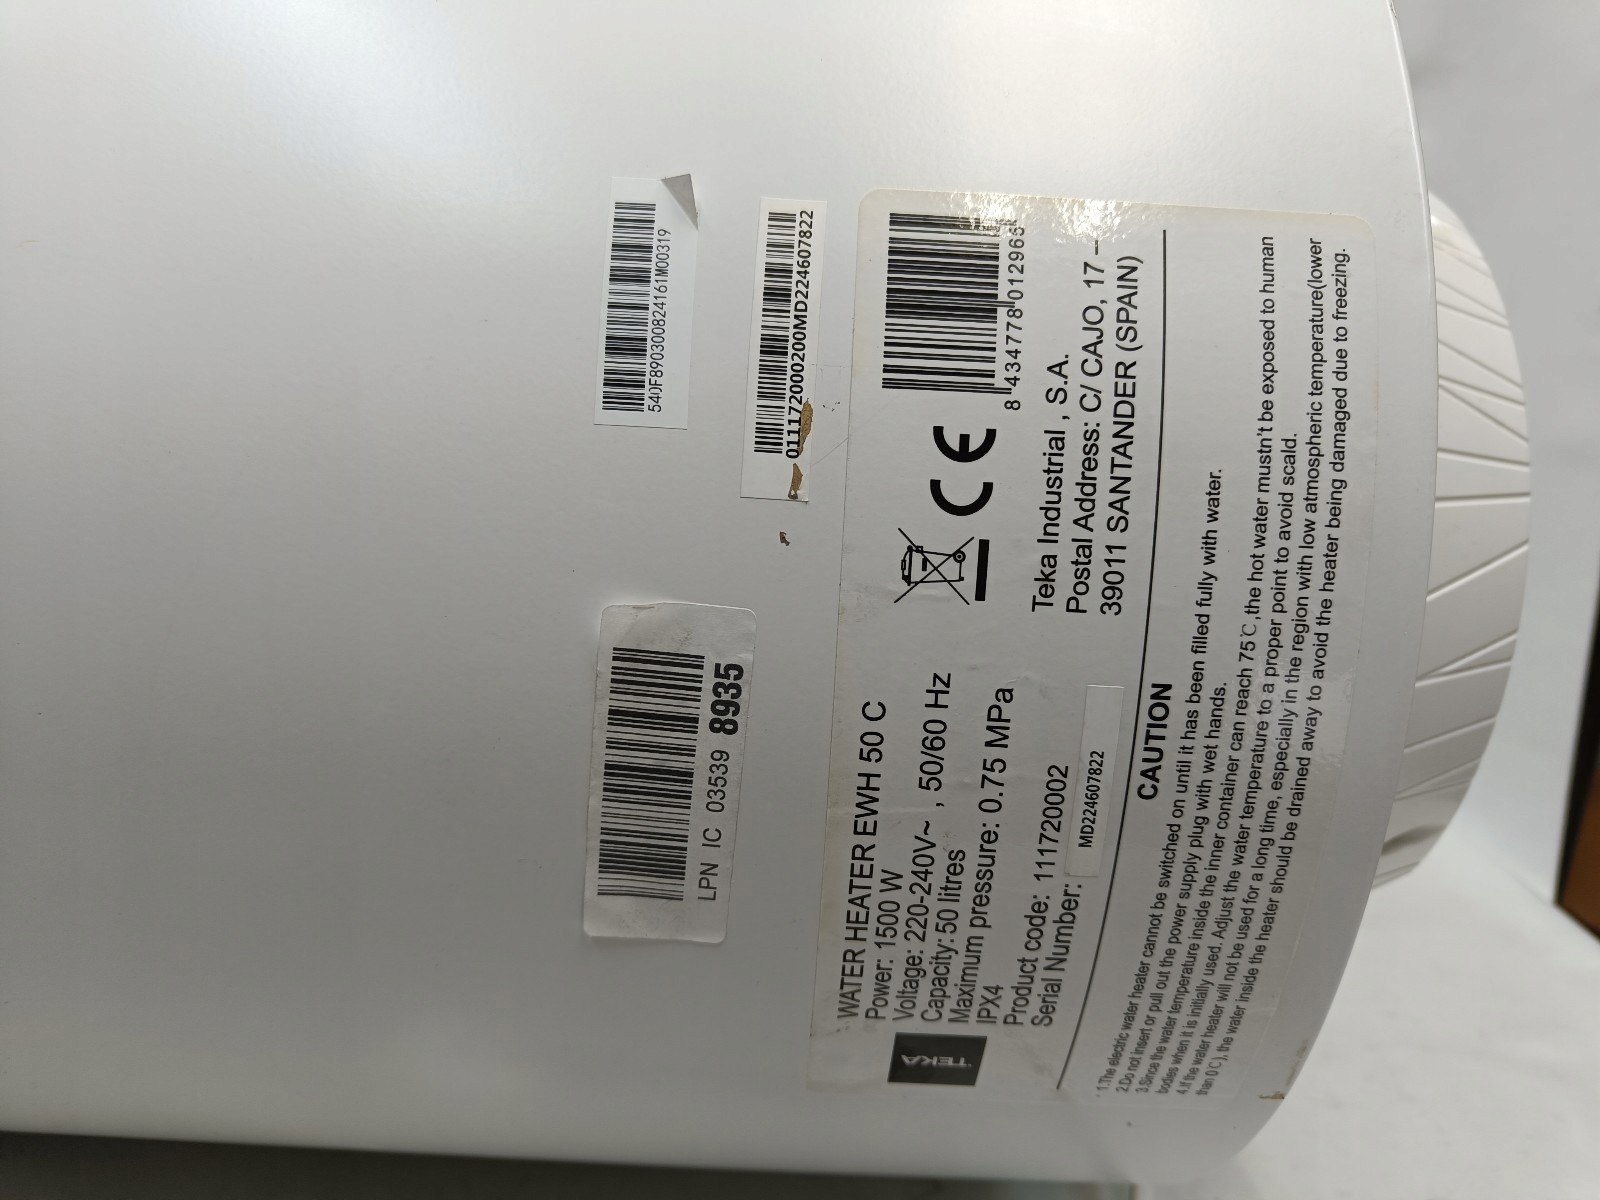 540F890300824161M00319
0111720000200MD224607822
LPN IC 03539 8935
TEKA
WATER HEATER EWH 50 C
Power: 1500 W
Voltage: 220-240V~ , 50/60 Hz
Capacity: 50 litres
Maximum pressure: 0.75 MPa
IPX4
Product code: 111720002
Serial Number: MD224607822
CE
8 434778 012965
Teka Industrial , S.A.
Postal Address: C/ CAJO, 17 –
39011 SANTANDER (SPAIN)
CAUTION
1.The electric water heater cannot be switched on until it has been filled fully with water.
2.Do not insert or pull out the power supply plug with wet hands.
3.Since the water temperature inside the inner container can reach 75℃,the hot water mustn't be exposed to human
bodies when it is initially used. Adjust the water temperature to a proper point to avoid scald.
4.If the water heater will not be used for a long time, especially in the region with low atmospheric temperature(lower
than 0℃), the water inside the heater should be drained away to avoid the heater being damaged due to freezing.